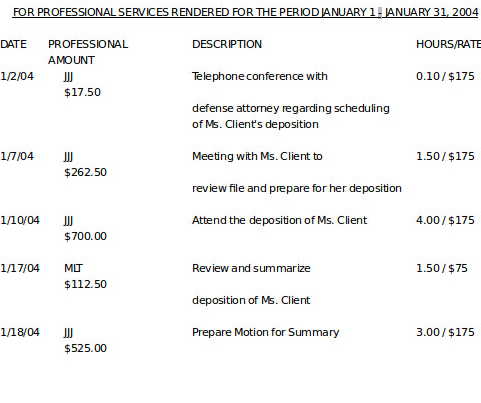 FOR PROFESSIONAL SERVICES RENDERED FOR THE PERIOD JANUARY 1 - JANUARY 31, 2004
DATE PROFESSIONAL DESCRIPTION HOURS/RATE
AMOUNT
1/2/04 JJJ Telephone conference with 0.10 / $175
$17.50
defense attorney regarding scheduling
of Ms. Client's deposition
1/7/04 JJJ Meeting with Ms. Client to 1.50 / $175
$262.50
review file and prepare for her deposition
1/10/04 JJJ Attend the deposition of Ms. Client 4.00 / $175
$700.00
1/17/04 MLT Review and summarize 1.50 / $75
$112.50
deposition of Ms. Client
1/18/04 JJJ Prepare Motion for Summary 3.00 / $175
$525.00